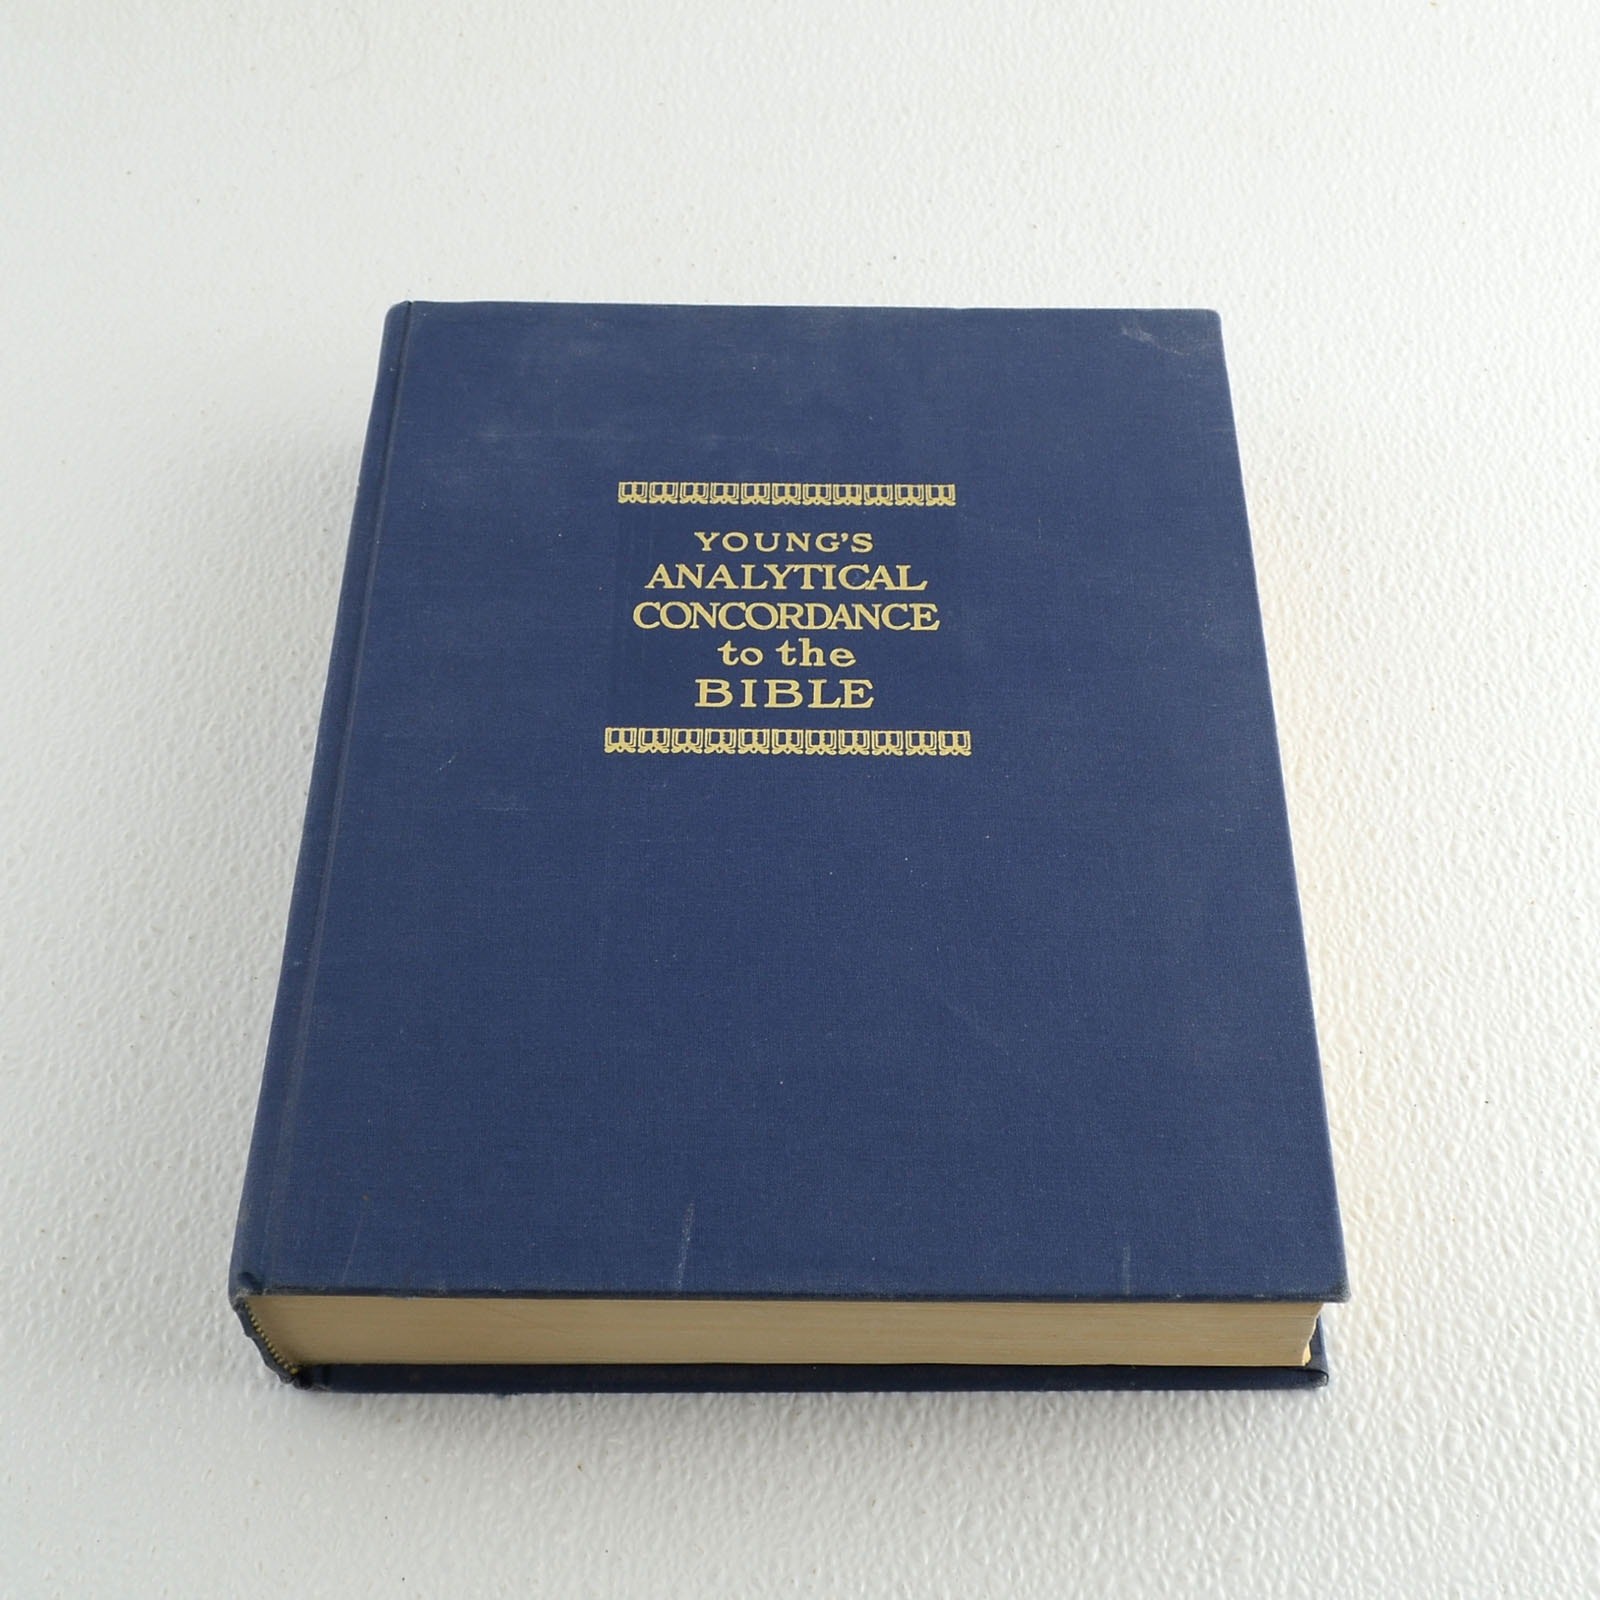 YOUNG'S
ANALYTICAL
CONCORDANCE
to the
BIBLE